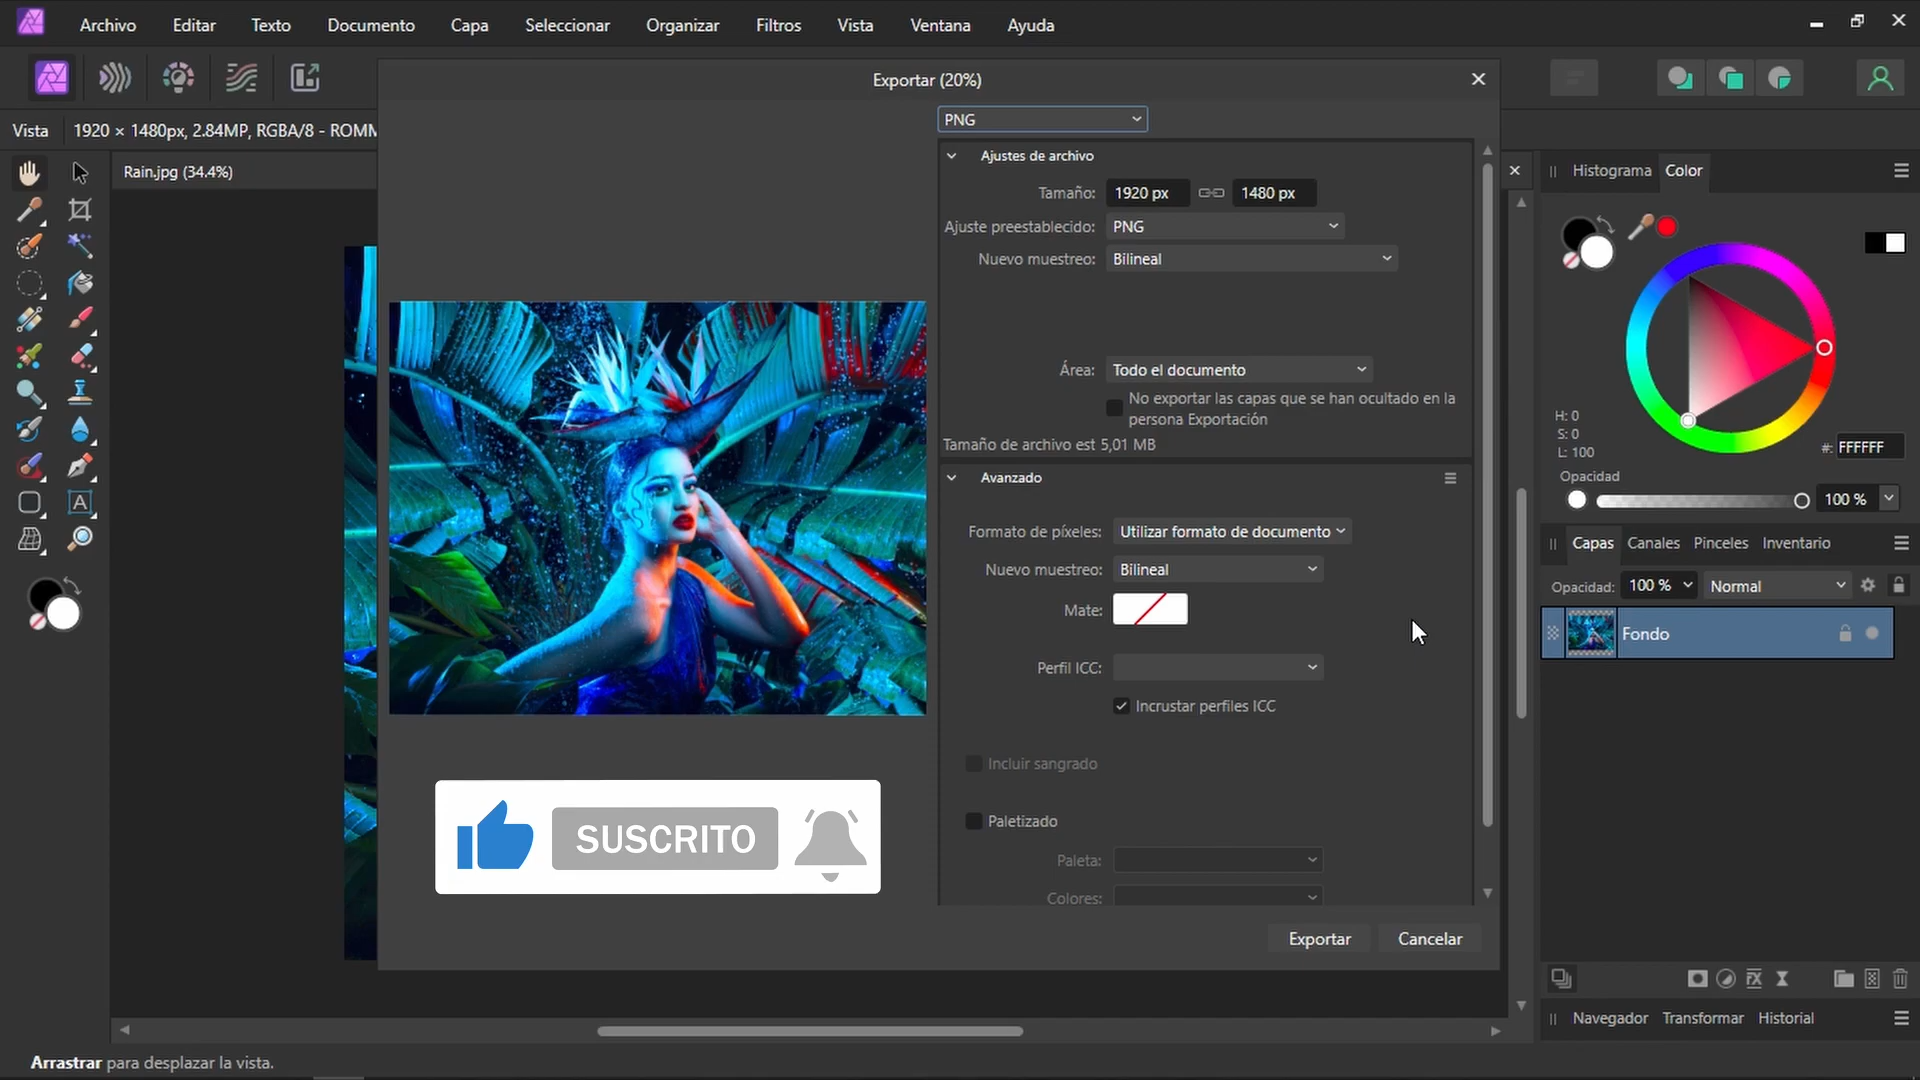 Archivo Editar Texto Documento Capa Seleccionar Organizar Filtros Vista Ventana Ayuda
Exportar (20%)
Vista 1920 × 1480px, 2.84MP, RGBA/8 - ROMM
PNG
Rain.jpg (34.4%)
Ajustes de archivo
Tamaño: 1920 px 1480 px
Ajuste preestablecido: PNG
Nuevo muestreo: Bilineal
Área: Todo el documento
No exportar las capas que se han ocultado en la
persona Exportación
Tamaño de archivo est 5,01 MB
Avanzado
Formato de píxeles: Utilizar formato de documento
Nuevo muestreo: Bilineal
Mate:
Perfil ICC:
Incrustar perfiles ICC
Incluir sangrado
Paletizado
Paleta:
Colores:
Exportar Cancelar
SUSCRITO
Histograma Color
H: 0
S: 0
L: 100
#: FFFFFF
Opacidad
100 %
Capas Canales Pinceles Inventario
Opacidad: 100 % Normal
Fondo
Navegador Transformar Historial
Arrastrar para desplazar la vista.